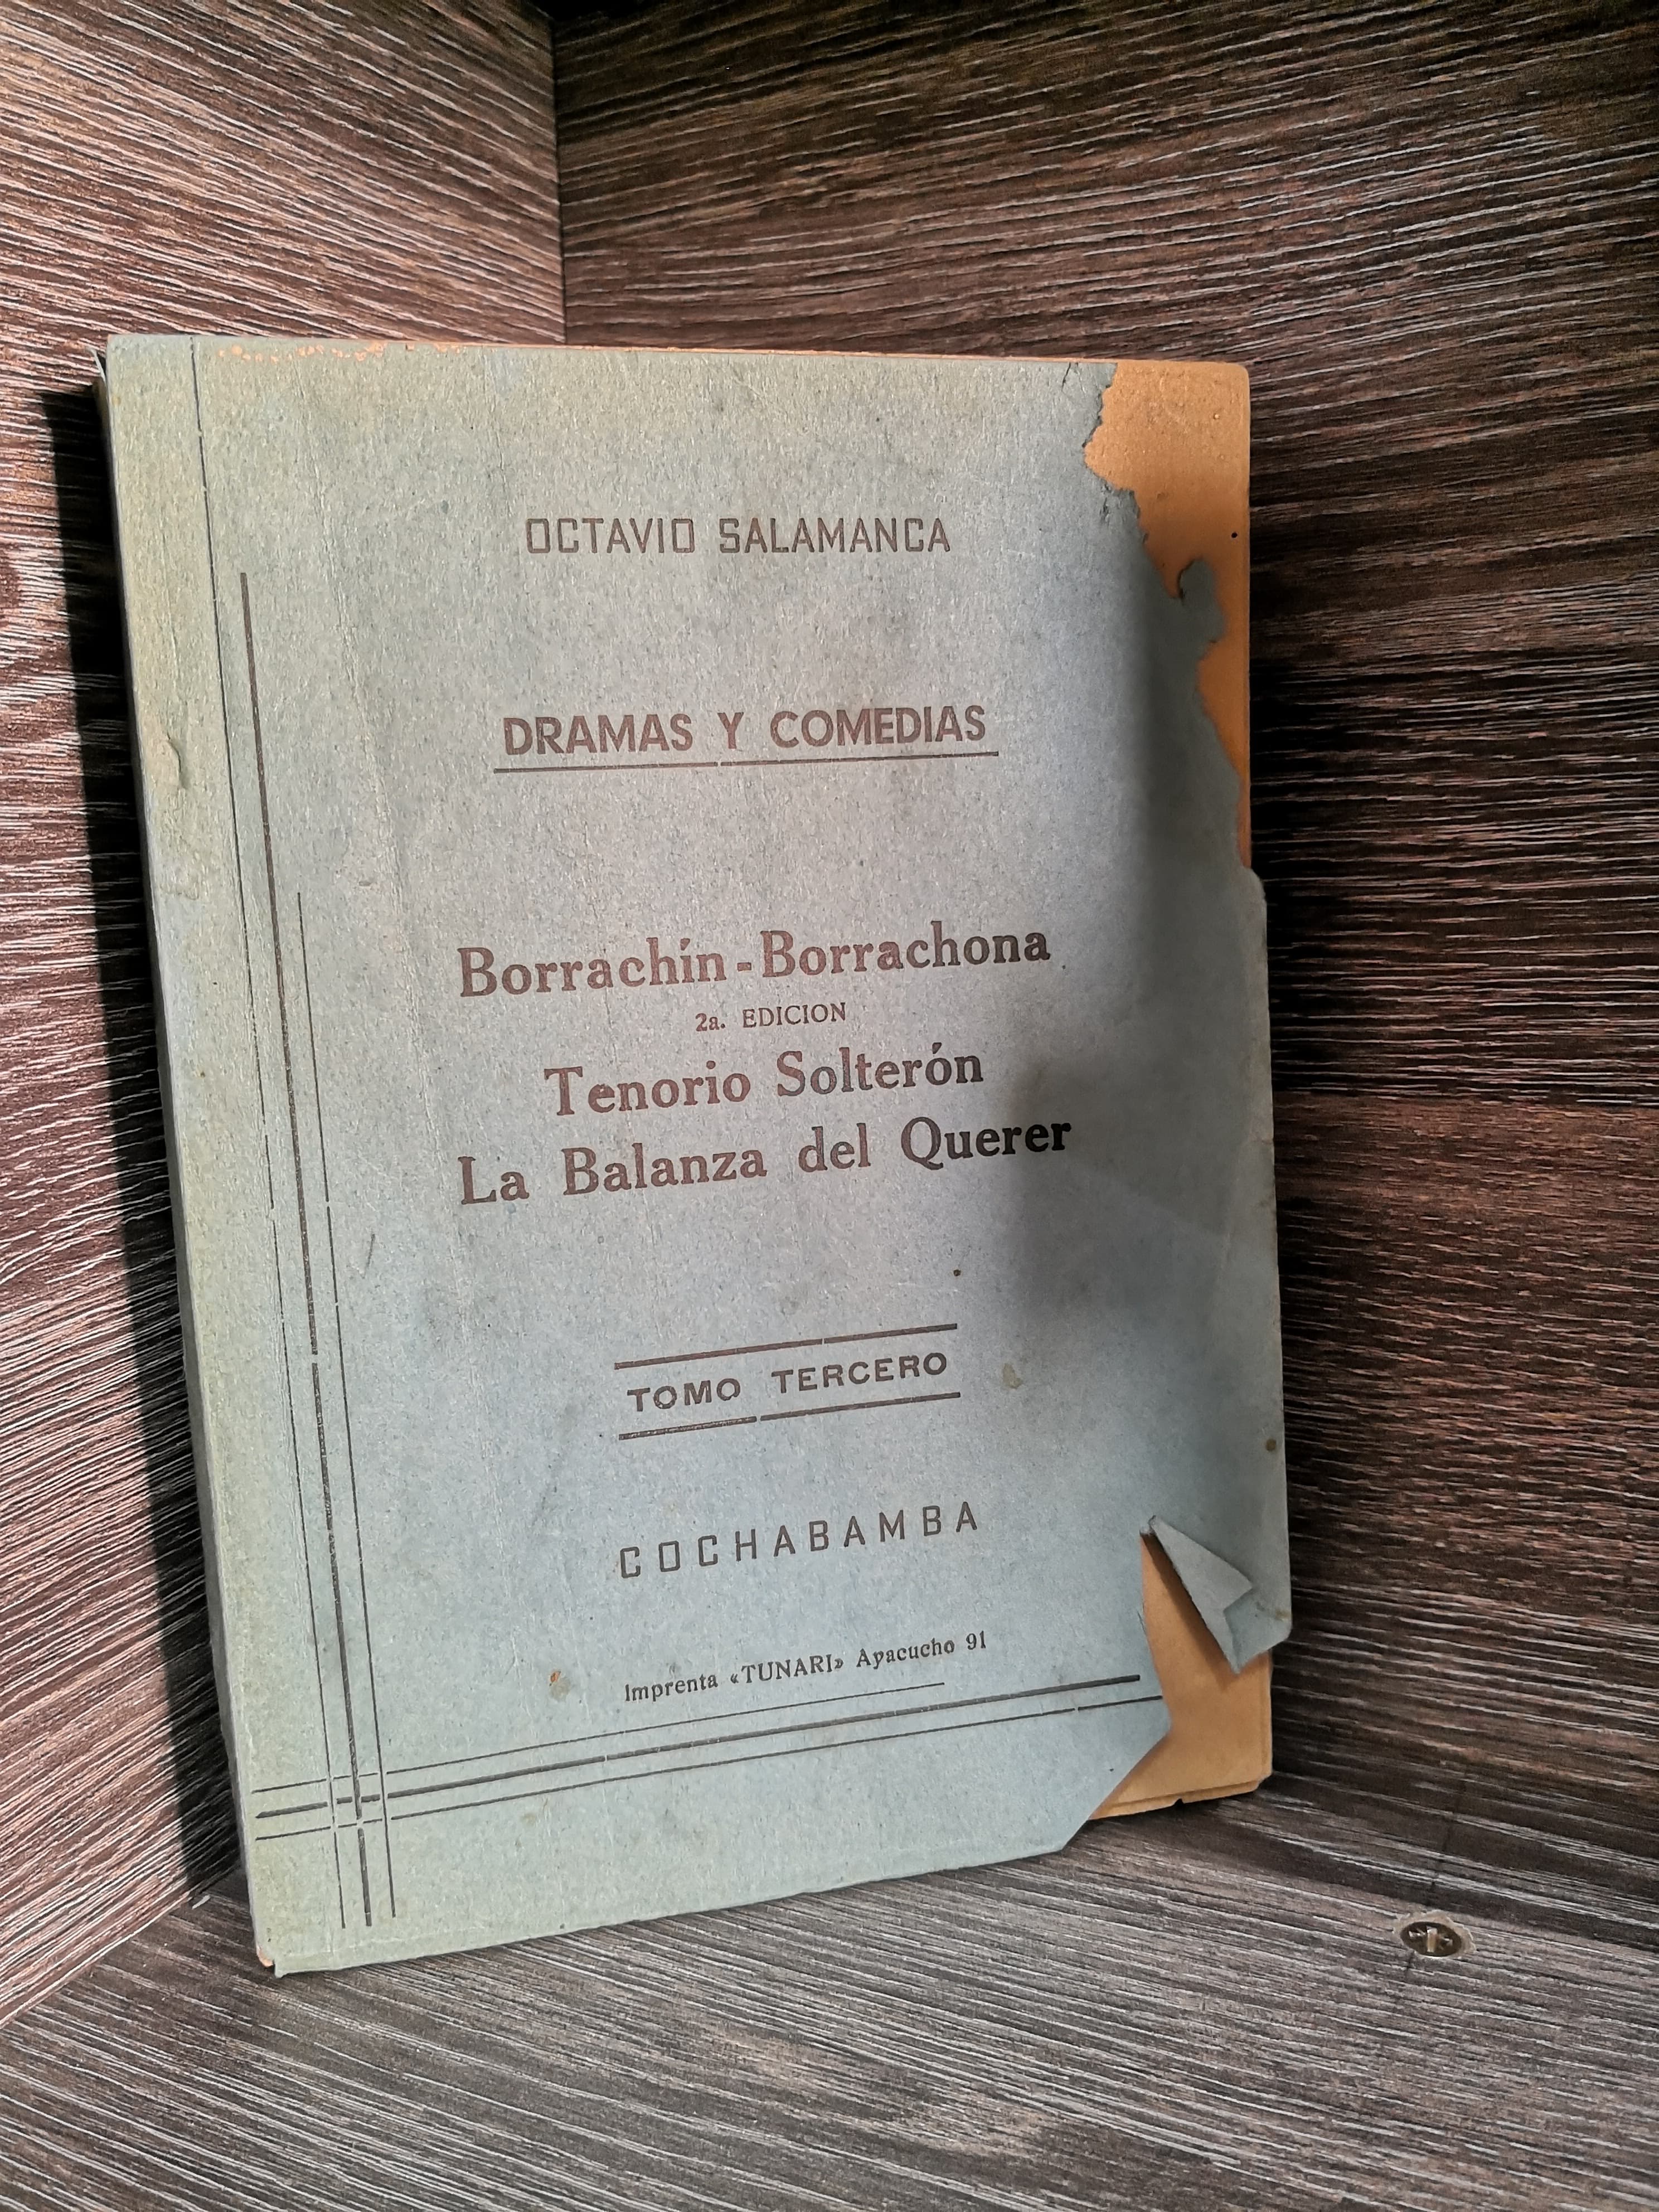 OCTAVIO SALAMANCA
DRAMAS Y COMEDIAS
Borrachín-Borrachona
2a. EDICION
Tenorio Solterón
La Balanza del Querer
TOMO TERCERO
COCHABAMBA
Imprenta «TUNARI» Ayacucho 91